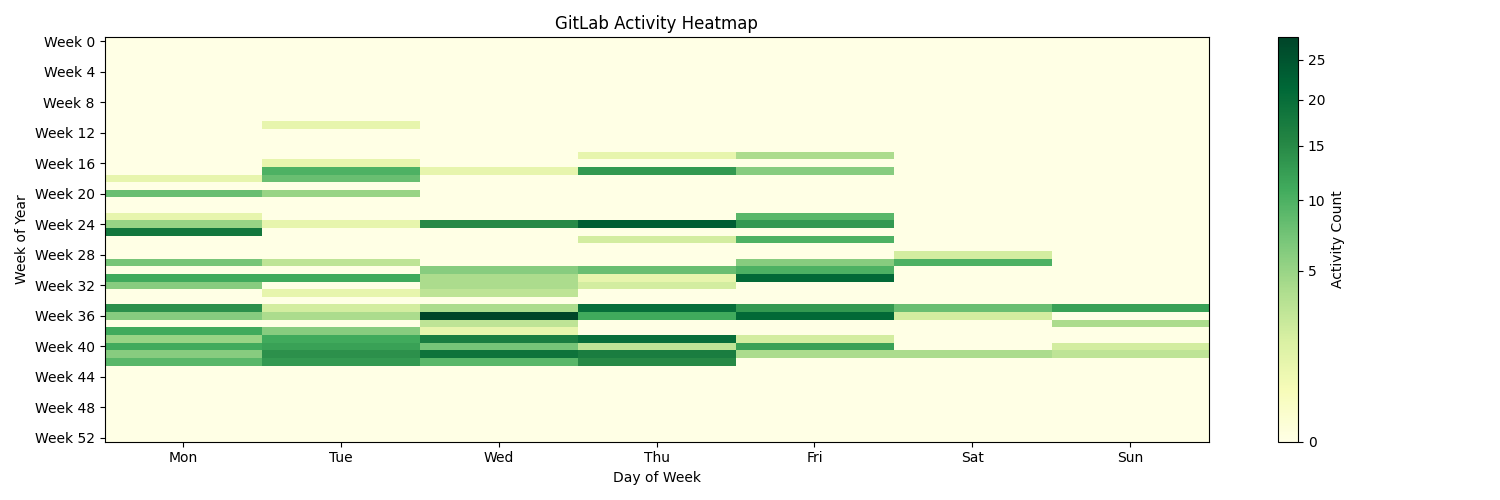 GitLab Activity Heatmap
Week of Year
Week 0
Week 4
Week 8
Week 12
Week 16
Week 20
Week 24
Week 28
Week 32
Week 36
Week 40
Week 44
Week 48
Week 52
Mon Tue Wed Thu Fri Sat Sun
Day of Week
25
20
15
10
5
0
Activity Count